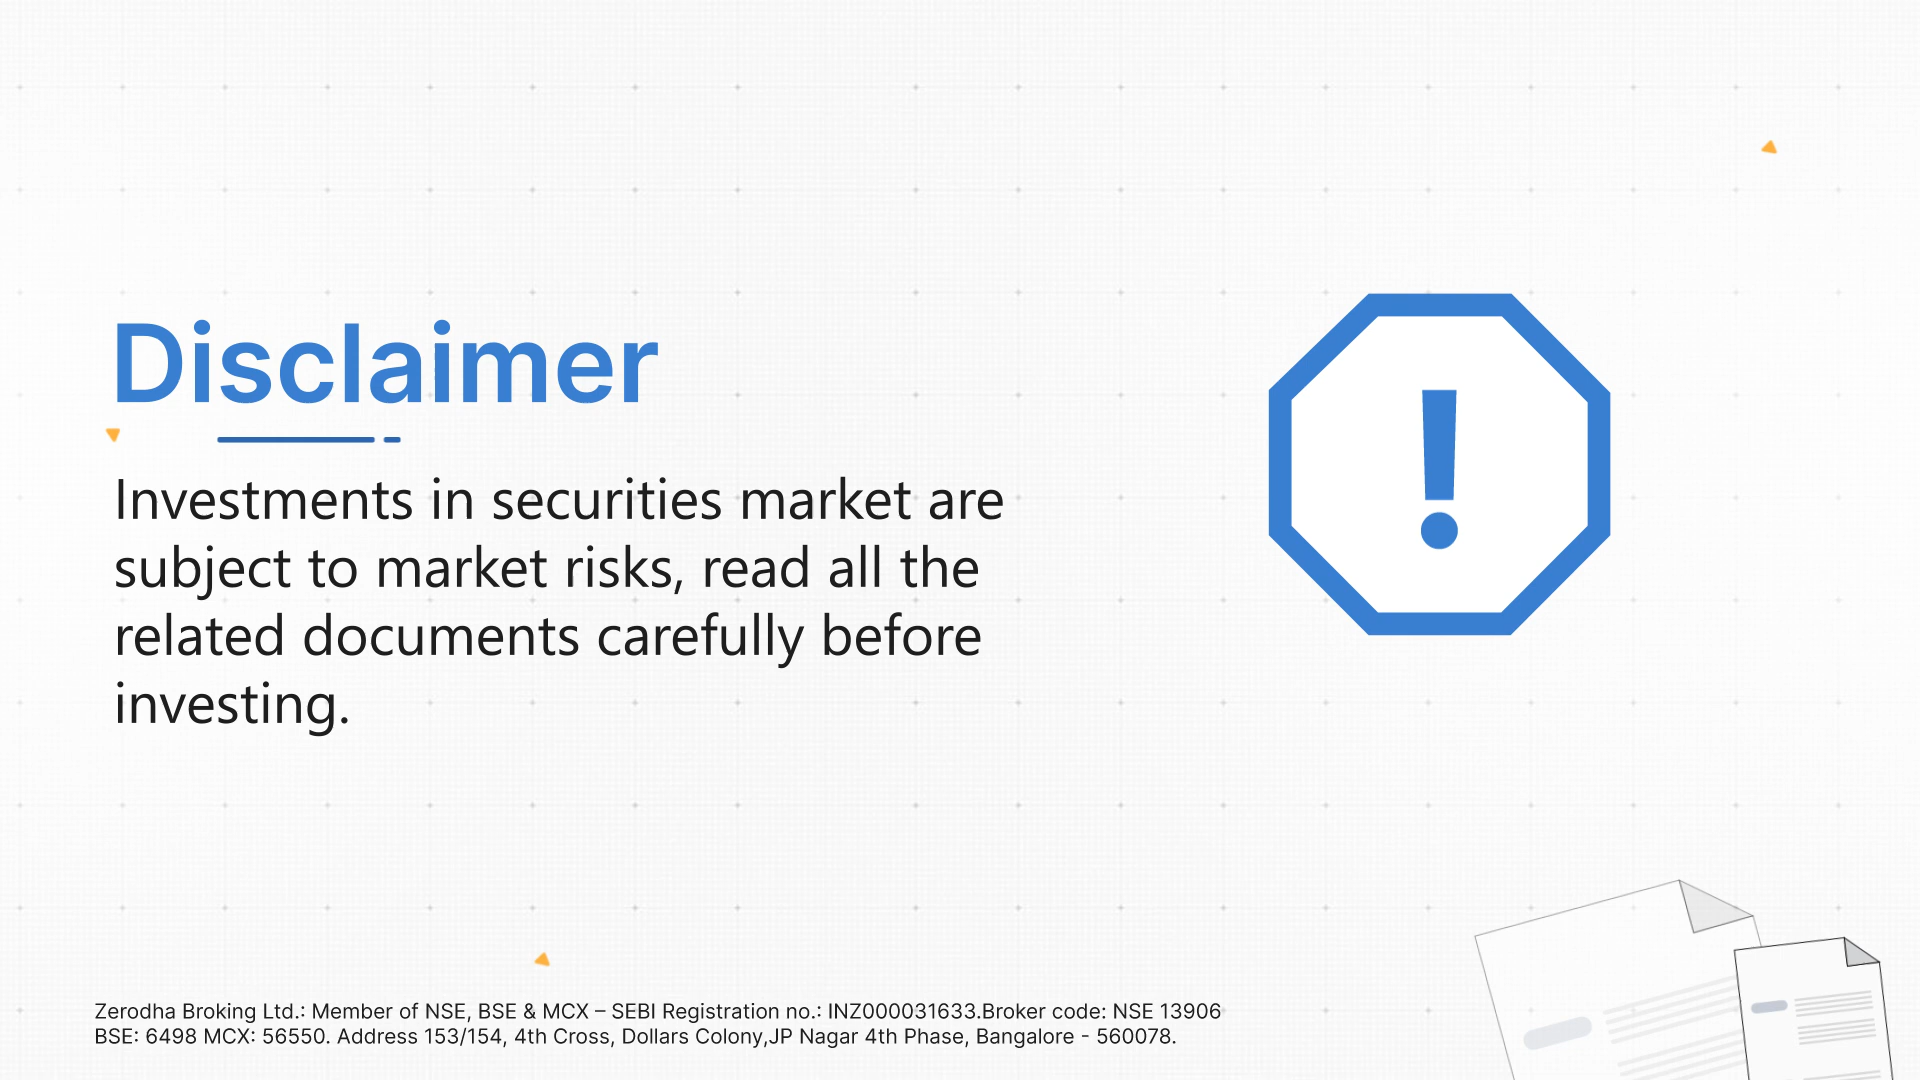 Disclaimer
Investments in securities market are
subject to market risks, read all the
related documents carefully before
investing.
Zerodha Broking Ltd.: Member of NSE, BSE & MCX – SEBI Registration no.: INZ000031633.Broker code: NSE 13906
BSE: 6498 MCX: 56550. Address 153/154, 4th Cross, Dollars Colony,JP Nagar 4th Phase, Bangalore - 560078.